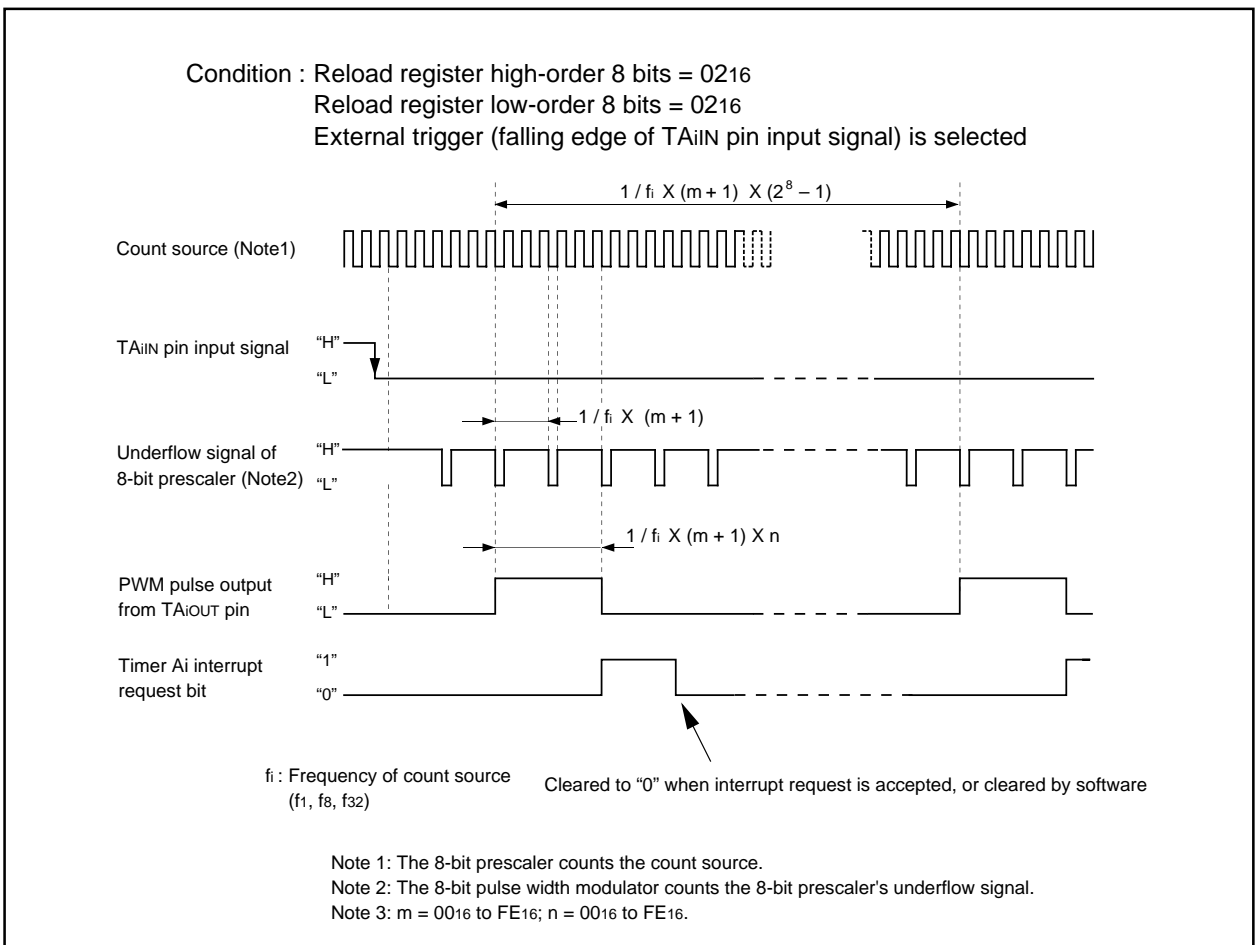 Condition : Reload register high-order 8 bits = 0216
Reload register low-order 8 bits = 0216
External trigger (falling edge of TAiIN pin input signal) is selected
1 / fi X (m + 1) X (2^8 – 1)
Count source (Note1)
TAiIN pin input signal
“H”
“L”
1 / fi X (m + 1)
Underflow signal of
8-bit prescaler (Note2)
“H”
“L”
1 / fi X (m + 1) X n
PWM pulse output
from TAiOUT pin
“H”
“L”
Timer Ai interrupt
request bit
“1”
“0”
fi : Frequency of count source
(f1, f8, f32)
Cleared to “0” when interrupt request is accepted, or cleared by software
Note 1: The 8-bit prescaler counts the count source.
Note 2: The 8-bit pulse width modulator counts the 8-bit prescaler's underflow signal.
Note 3: m = 0016 to FE16; n = 0016 to FE16.